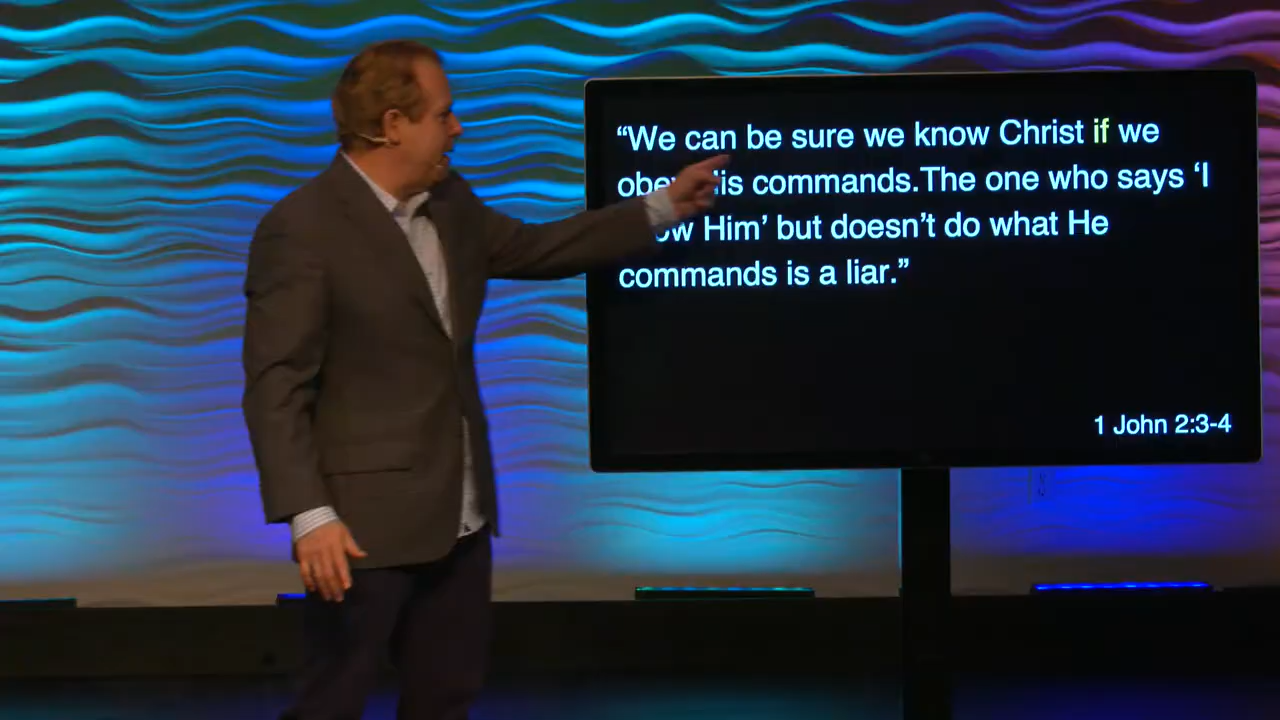 “We can be sure we know Christ if we
commands.The one who says ‘I
Him’ but doesn’t do what He
commands is a liar.”
1 John 2:3-4